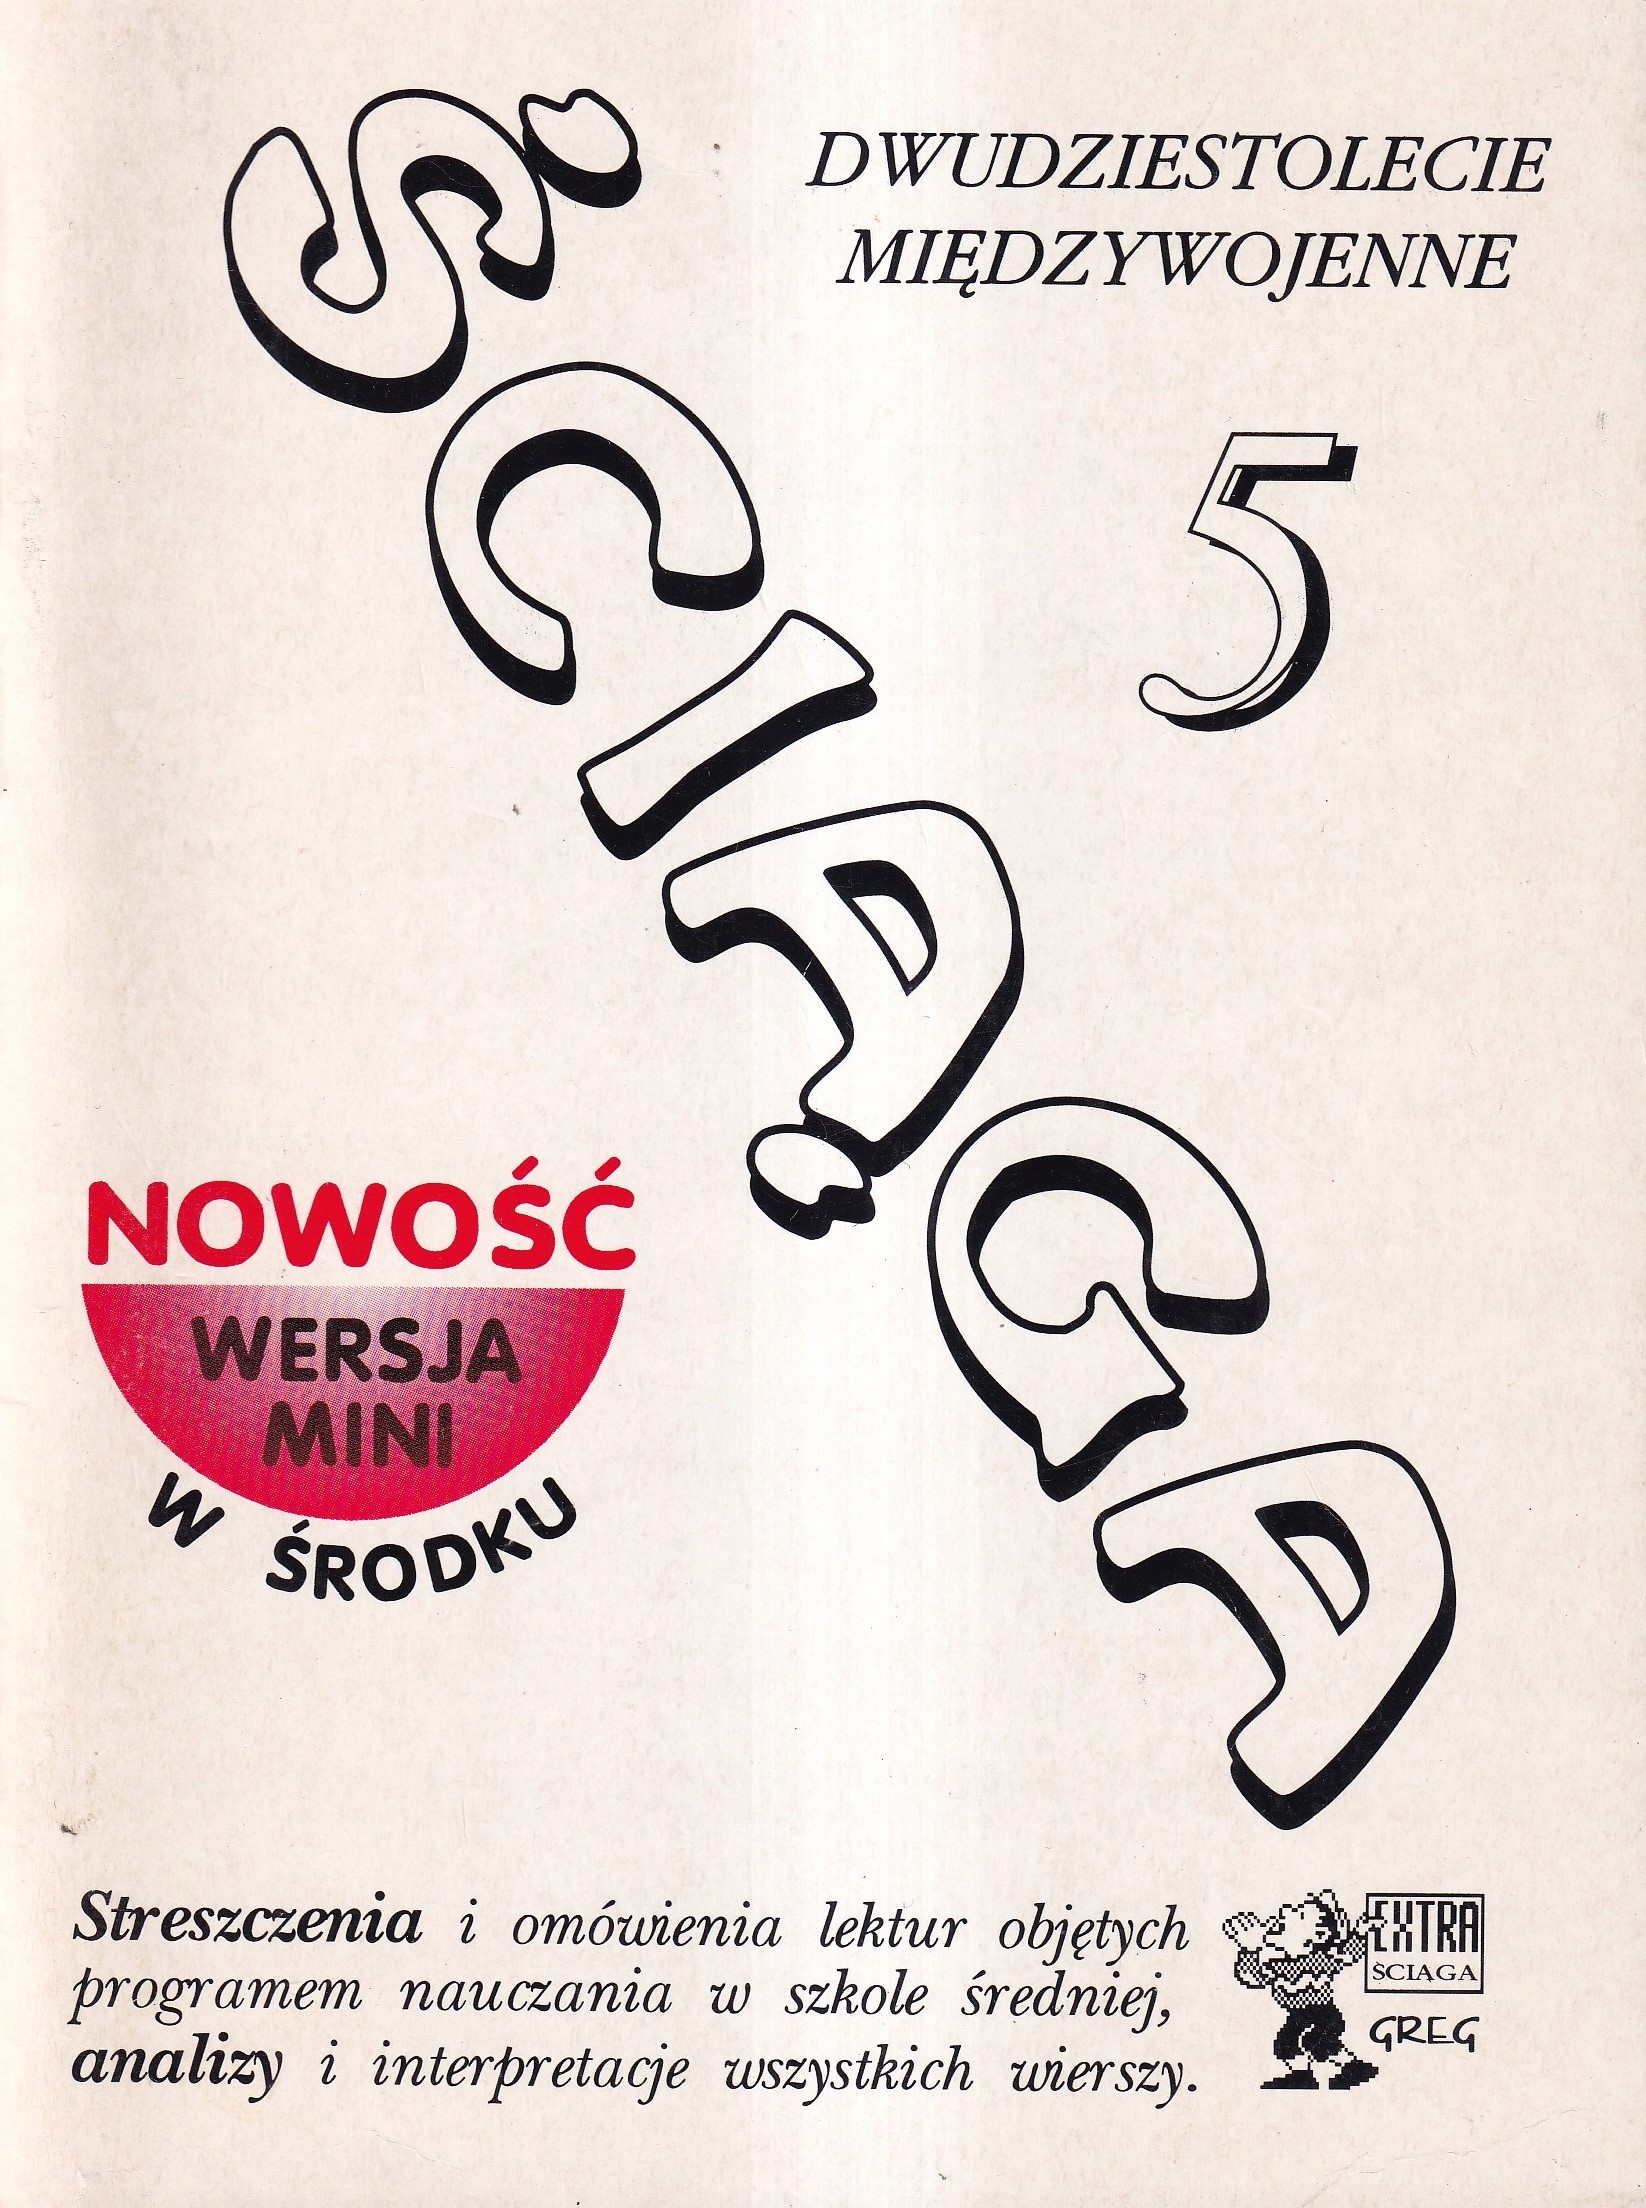 DWUDZIESTOLECIE
MIĘDZYWOJENNE
5
ŚCIĄGA
NOWOŚĆ
WERSJA
MINI
W ŚRODKU
Streszczenia i omówienia lektur objętych
programem nauczania w szkole średniej,
analizy i interpretacje wszystkich wierszy.
EXTRA
ŚCIĄGA
GREG